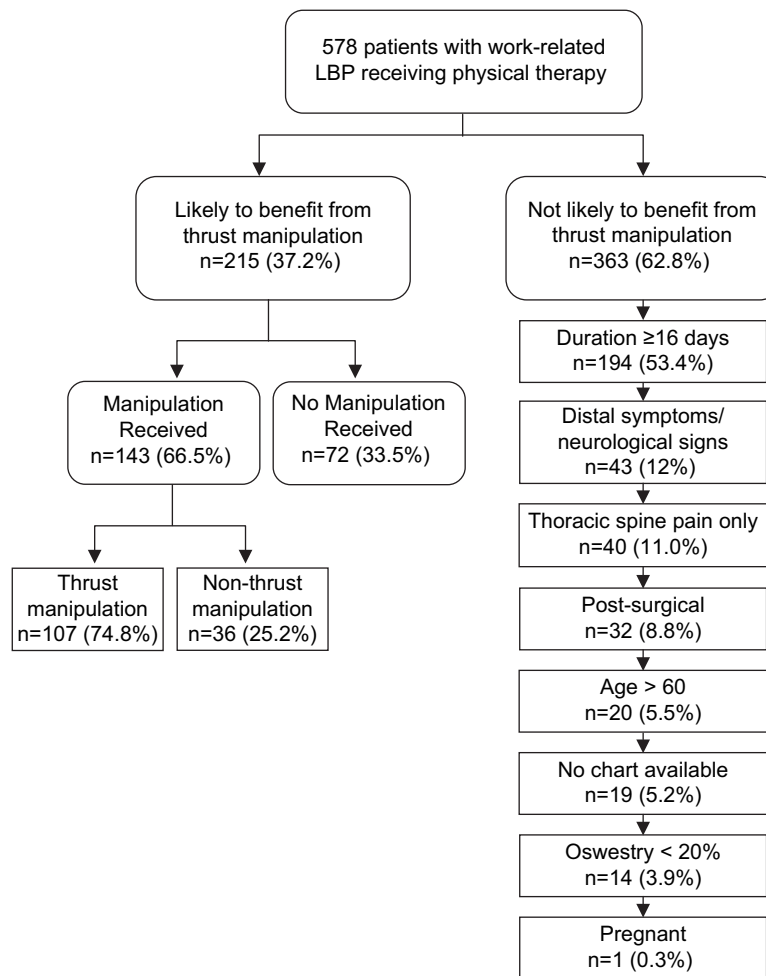 578 patients with work-related
LBP receiving physical therapy
Likely to benefit from
thrust manipulation
n=215 (37.2%)
Not likely to benefit from
thrust manipulation
n=363 (62.8%)
Manipulation
Received
n=143 (66.5%)
No Manipulation
Received
n=72 (33.5%)
Thrust
manipulation
n=107 (74.8%)
Non-thrust
manipulation
n=36 (25.2%)
Duration ≥16 days
n=194 (53.4%)
Distal symptoms/
neurological signs
n=43 (12%)
Thoracic spine pain only
n=40 (11.0%)
Post-surgical
n=32 (8.8%)
Age > 60
n=20 (5.5%)
No chart available
n=19 (5.2%)
Oswestry < 20%
n=14 (3.9%)
Pregnant
n=1 (0.3%)